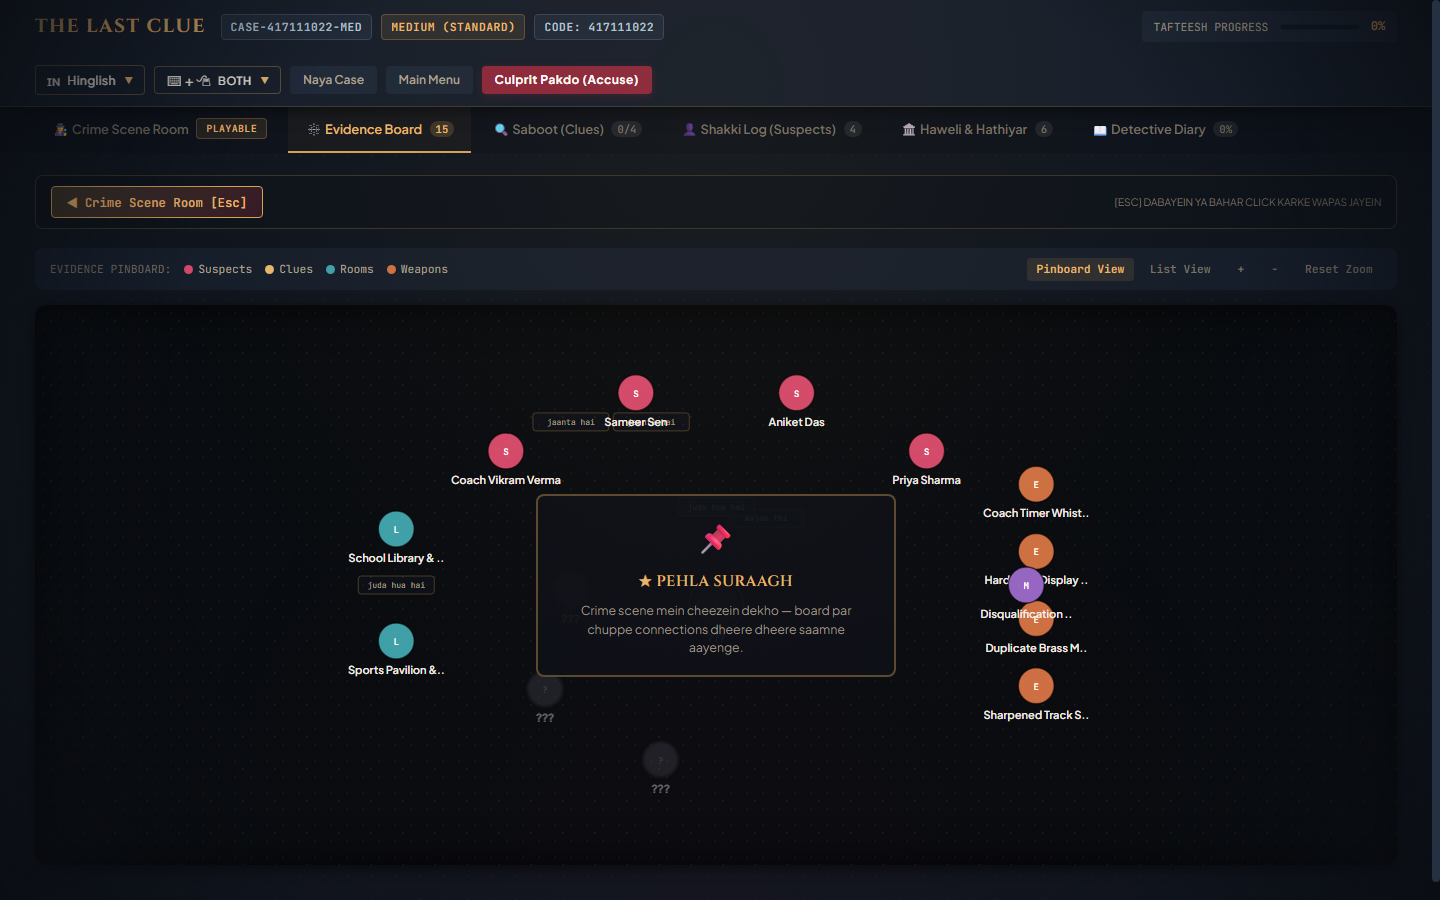 THE LAST CLUE
CASE-417111022-MED
MEDIUM (STANDARD)
CODE: 417111022
TAFTEESH PROGRESS
0%
IN Hinglish ▼
+ BOTH ▼
Naya Case
Main Menu
Culprit Pakdo (Accuse)
Crime Scene Room PLAYABLE
Evidence Board 15
Saboot (Clues) 0/4
Shakki Log (Suspects) 4
Haweli & Hathiyar 6
Detective Diary 0%
◀ Crime Scene Room [Esc]
[ESC] DABAYEIN YA BAHAR CLICK KARKE WAPAS JAYEIN
EVIDENCE PINBOARD:
Suspects
Clues
Rooms
Weapons
Pinboard View
List View
+
-
Reset Zoom
S
S
jaanta hai
Sameer Sen
Aniket Das
S
S
Coach Vikram Verma
Priya Sharma
E
Coach Timer Whist..
juda hua hai
L
School Library & ..
E
Display ..
★ PEHLA SURAAGH
juda hua hai
M
Crime scene mein cheezein dekho — board par
chuppe connections dheere dheere saamne
aayenge.
Disqualification ..
E
L
Duplicate Brass M..
Sports Pavilion &..
E
?
???
Sharpened Track S..
?
???